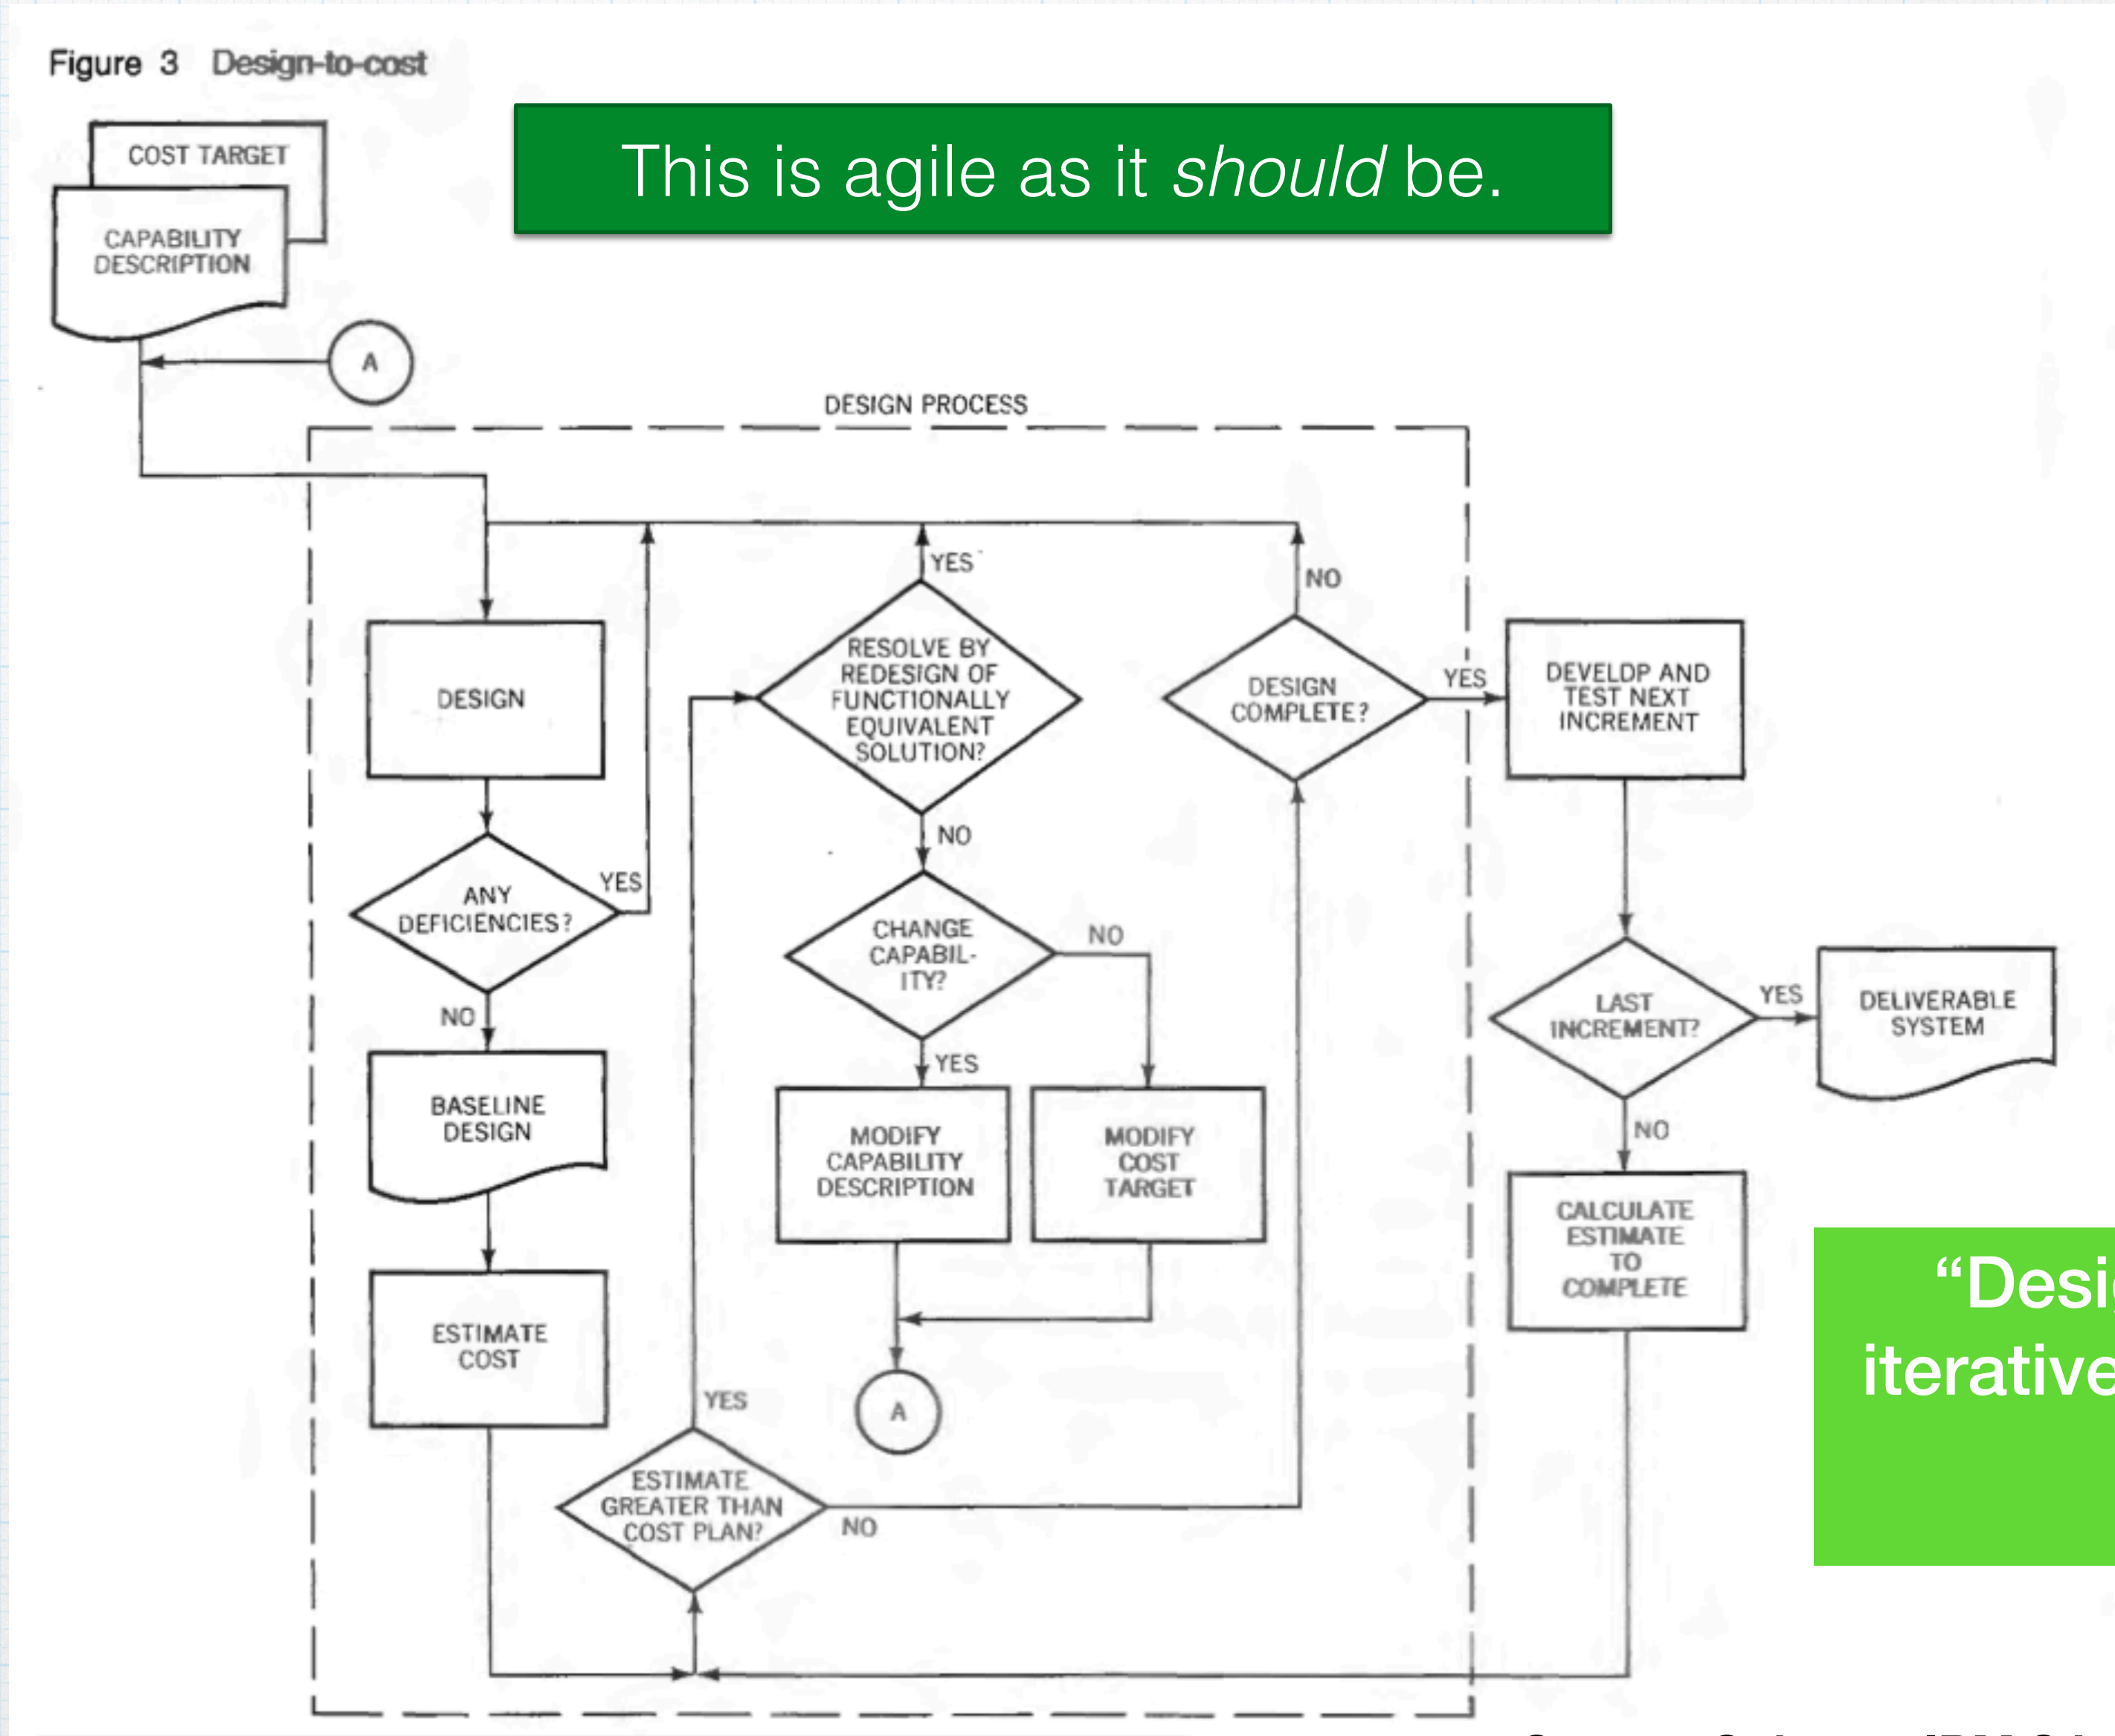 Figure 3 Design-to-cost
This is agile as it should be.
COST TARGET
CAPABILITY
DESCRIPTION
A
DESIGN PROCESS
YES
NO
RESOLVE BY
REDESIGN OF
FUNCTIONALLY
EQUIVALENT
SOLUTION?
DESIGN
DESIGN
COMPLETE?
YES
DEVELOP AND
TEST NEXT
INCREMENT
NO
ANY
DEFICIENCIES?
YES
CHANGE
CAPABIL-
ITY?
NO
NO
YES
LAST
INCREMENT?
YES
DELIVERABLE
SYSTEM
BASELINE
DESIGN
MODIFY
CAPABILITY
DESCRIPTION
MODIFY
COST
TARGET
NO
CALCULATE
ESTIMATE
TO
COMPLETE
“Desi
iterative
ESTIMATE
COST
YES
A
ESTIMATE
GREATER THAN
COST PLAN?
NO